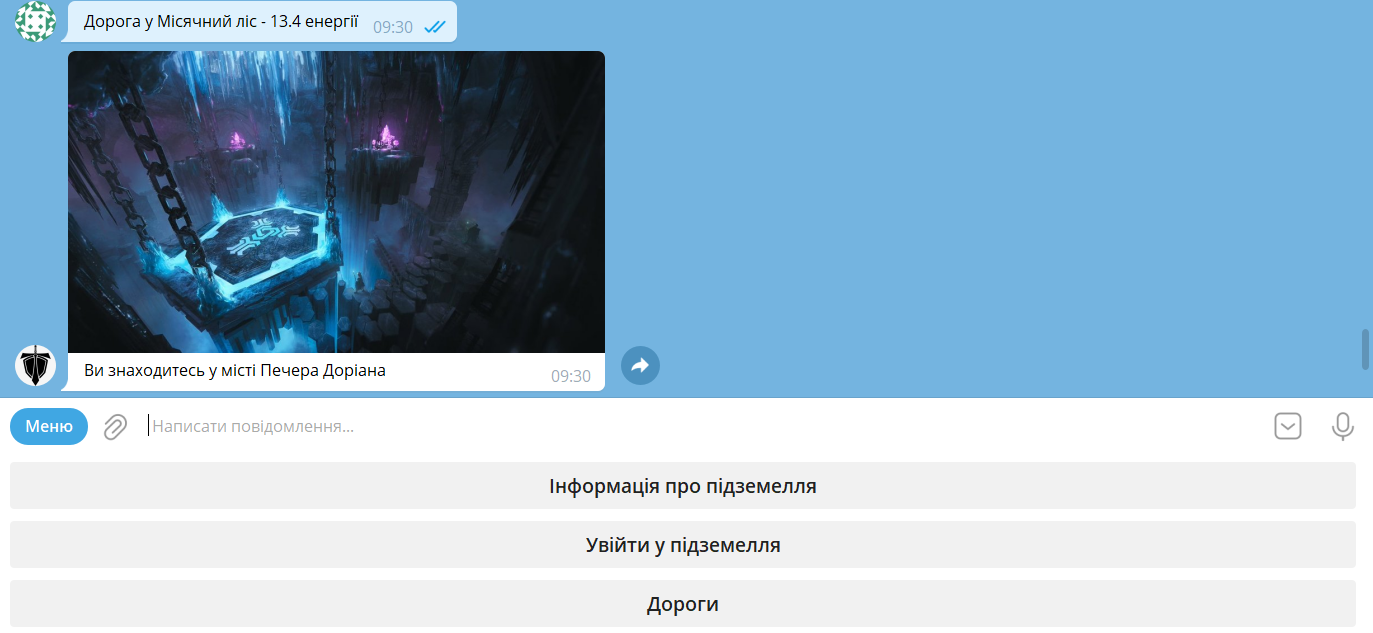 Дорога у Місячний ліс - 13.4 енергії 09:30
Ви знаходитесь у місті Печера Доріана 09:30
Меню
Написати повідомлення...
Інформація про підземелля
Увійти у підземелля
Дороги